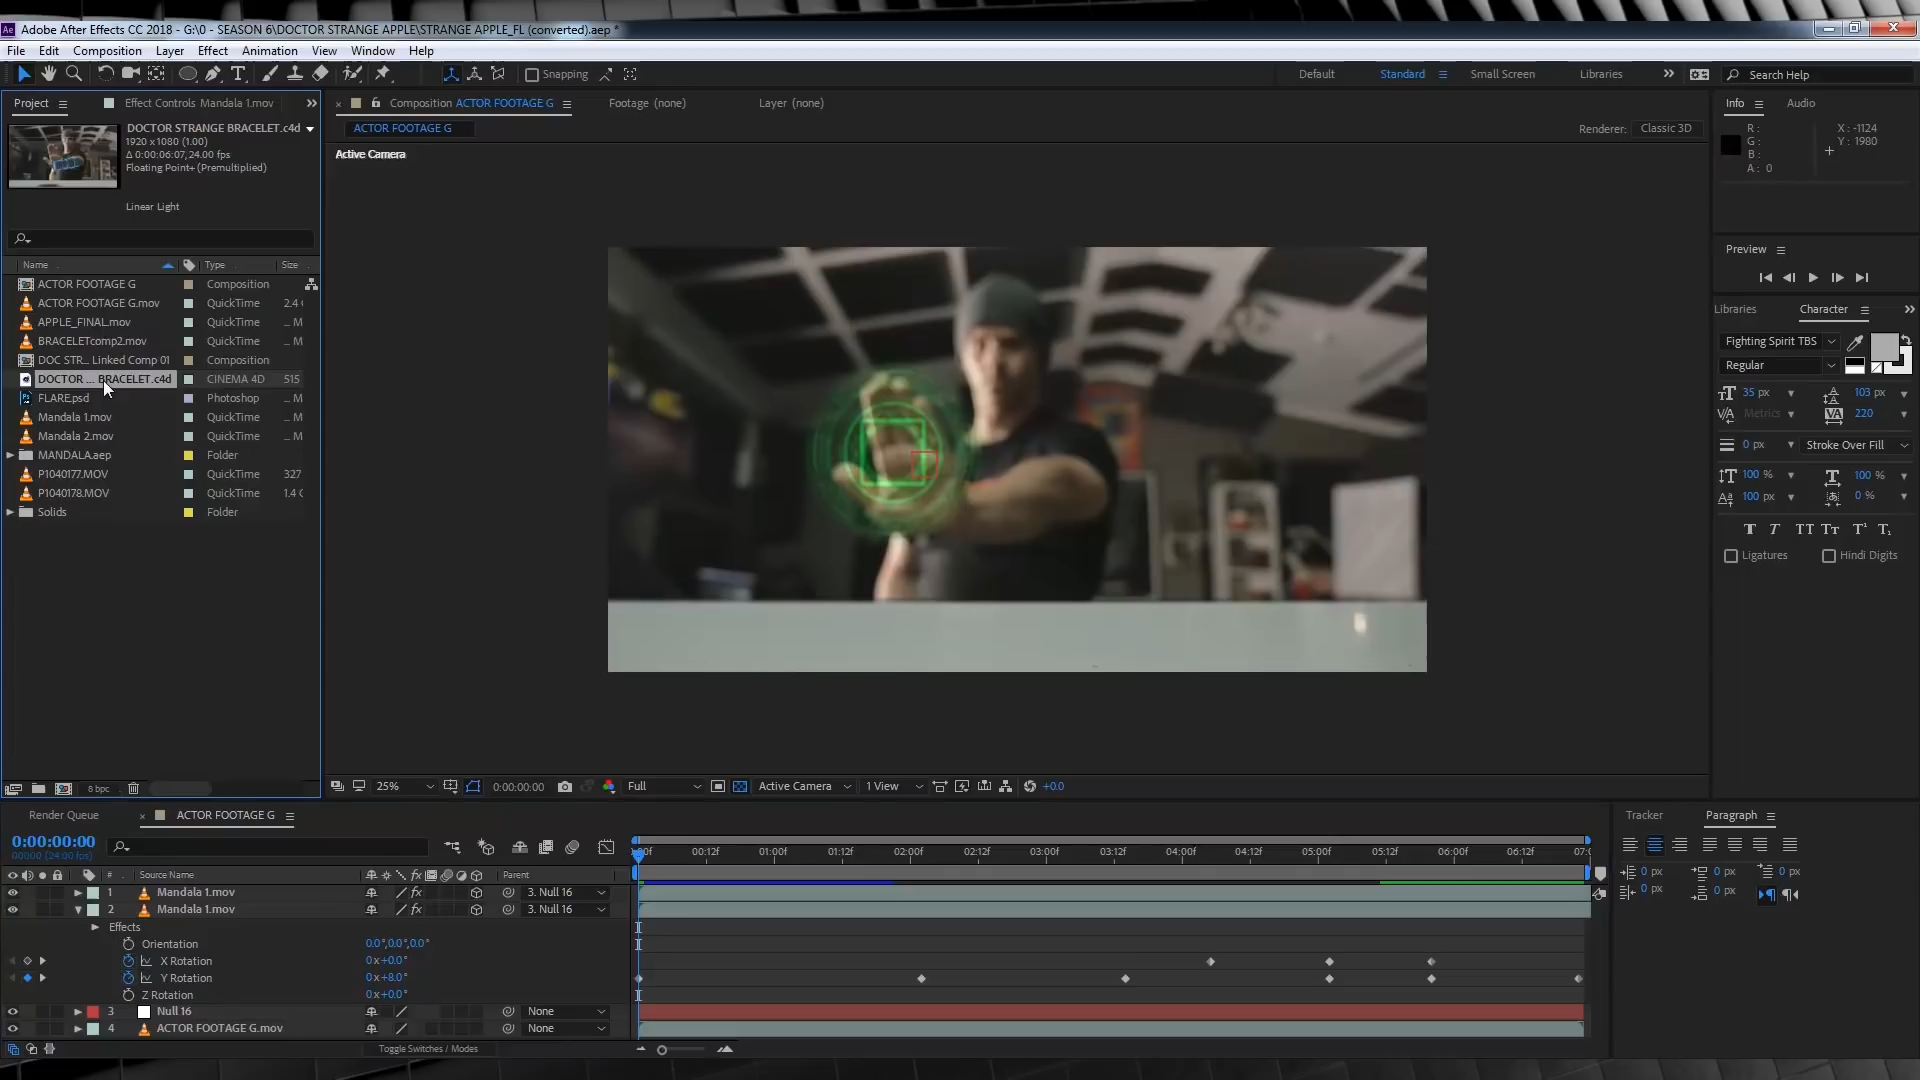 Adobe After Effects CC 2018 - G:\0 - SEASON 6\DOCTOR STRANGE APPLE\STRANGE APPLE_FL (converted).aep *
File Edit Composition Layer Effect Animation View Window Help
Snapping Default Standard Small Screen Libraries Search Help
Project Effect Controls Mandala 1.mov
Composition ACTOR FOOTAGE G Footage (none) Layer (none)
Info Audio
DOCTOR STRANGE BRACELET.c4d
1920 x 1080 (1.00)
Δ 0:00:06:07, 24.00 fps
Floating Point+ (Premultiplied)
Linear Light
ACTOR FOOTAGE G
Renderer: Classic 3D
Active Camera
R :
G :
B :
A : 0
X : -1124
Y : 1980
Name Type Size
ACTOR FOOTAGE G Composition
ACTOR FOOTAGE G.mov QuickTime 2.4
APPLE_FINAL.mov QuickTime ... M
BRACELETcomp2.mov QuickTime ... M
DOC STR... Linked Comp 01 Composition
DOCTOR ... BRACELET.c4d CINEMA 4D 515
FLARE.psd Photoshop ... M
Mandala 1.mov QuickTime ... M
Mandala 2.mov QuickTime ... M
MANDALA.aep Folder
P1040177.MOV QuickTime 327
P1040178.MOV QuickTime 1.4
Solids Folder
8 bpc
Preview
Libraries Character
Fighting Spirit TBS
Regular
35 px 103 px
Metrics 220
0 px Stroke Over Fill
100 % 100 %
100 px 0 %
T T TT Tт T¹ T₁
Ligatures Hindi Digits
25% 0:00:00:00 Full Active Camera 1 View +0.0
Render Queue ACTOR FOOTAGE G
0:00:00:00
00000 (24.00 fps)
00:12f 01:00f 01:12f 02:00f 02:12f 03:00f 03:12f 04:00f 04:12f 05:00f 05:12f 06:00f 06:12f
# Source Name Parent
1 Mandala 1.mov 3. Null 16
2 Mandala 1.mov 3. Null 16
Effects
Orientation 0.0°,0.0°,0.0°
X Rotation 0x+0.0°
Y Rotation 0x+8.0°
Z Rotation 0x+0.0°
3 Null 16 None
4 ACTOR FOOTAGE G.mov None
Toggle Switches / Modes
Tracker Paragraph
0 px 0 px 0 px
0 px 0 px